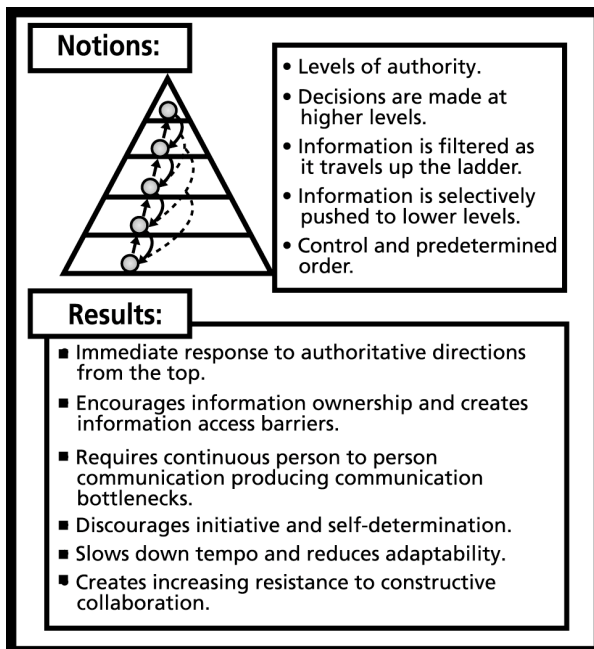 Notions:
• Levels of authority.
• Decisions are made at
higher levels.
• Information is filtered as
it travels up the ladder.
• Information is selectively
pushed to lower levels.
• Control and predetermined
order.
Results:
▪ Immediate response to authoritative directions
from the top.
▪ Encourages information ownership and creates
information access barriers.
▪ Requires continuous person to person
communication producing communication
bottlenecks.
▪ Discourages initiative and self-determination.
▪ Slows down tempo and reduces adaptability.
▪ Creates increasing resistance to constructive
collaboration.